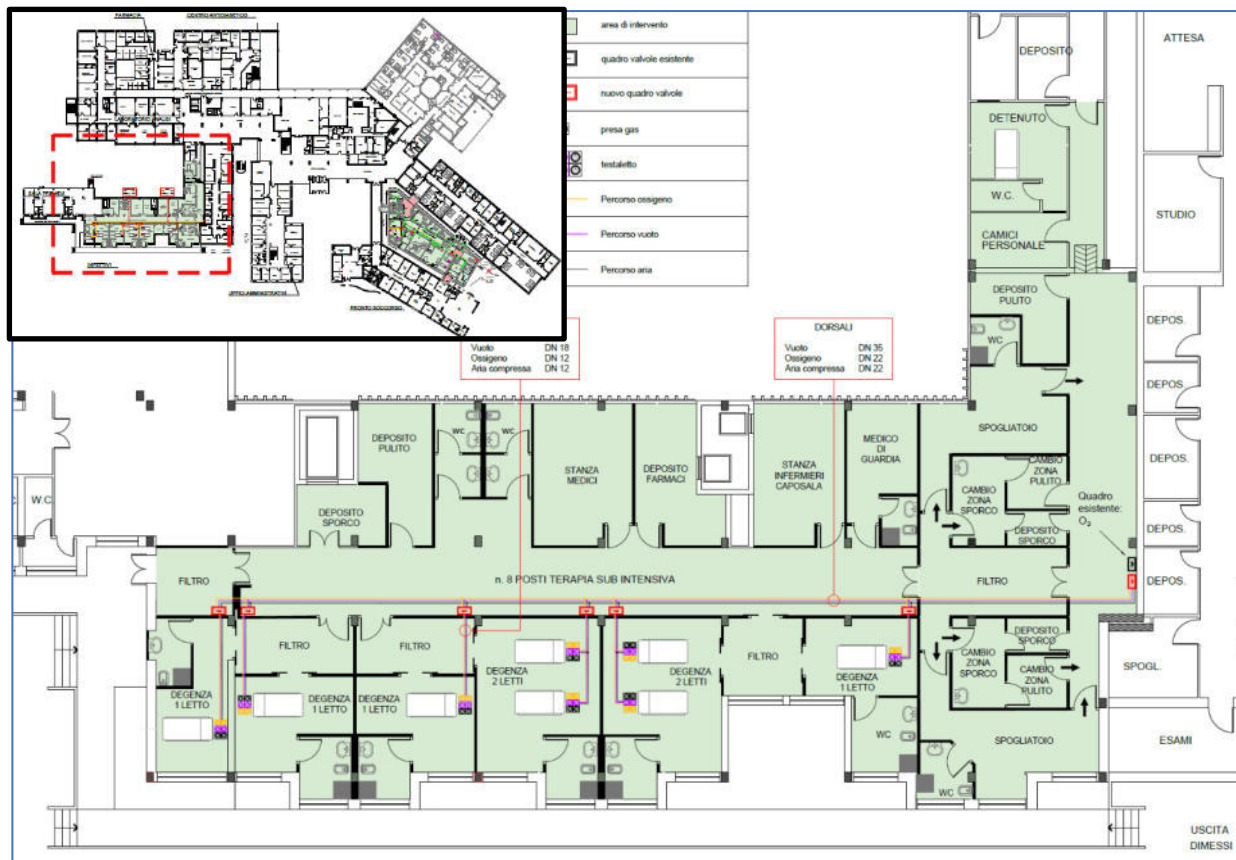 FARMACIA
CENTRO ANTIDIABETICO
LABORATORIO ANALISI
UFFICI AMMINISTRATIVI
PRONTO SOCCORSO
area di intervento
quadro valvole esistente
nuovo quadro valvole
presa gas
testaletto
Percorso ossigeno
Percorso vuoto
Percorso aria
DEPOSITO
ATTESA
DETENUTO
W.C.
STUDIO
CAMICI
PERSONALE
DEPOSITO
PULITO
WC
DEPOS.
DEPOS.
DEPOS.
DEPOS.
DEPOS.
Vuoto DN 18
Ossigeno DN 12
Aria compressa DN 12
DORSALI
Vuoto DN 35
Ossigeno DN 22
Aria compressa DN 22
SPOGLIATOIO
DEPOSITO
PULITO
WC
WC
STANZA
MEDICI
DEPOSITO
FARMACI
STANZA
INFERMIERI
CAPOSALA
MEDICO
DI
GUARDIA
CAMBIO
ZONA
PULITO
CAMBIO
ZONA
SPORCO
DEPOSITO
SPORCO
Quadro
esistente:
O₂
W.C.
DEPOSITO
SPORCO
FILTRO
n. 8 POSTI TERAPIA SUB INTENSIVA
FILTRO
DEGENZA
1 LETTO
FILTRO
DEGENZA
1 LETTO
FILTRO
DEGENZA
1 LETTO
DEGENZA
2 LETTI
DEGENZA
2 LETTI
FILTRO
DEGENZA
1 LETTO
WC
DEPOSITO
SPORCO
CAMBIO
ZONA
SPORCO
CAMBIO
ZONA
PULITO
SPOGL.
SPOGLIATOIO
WC
ESAMI
USCITA
DIMESSI